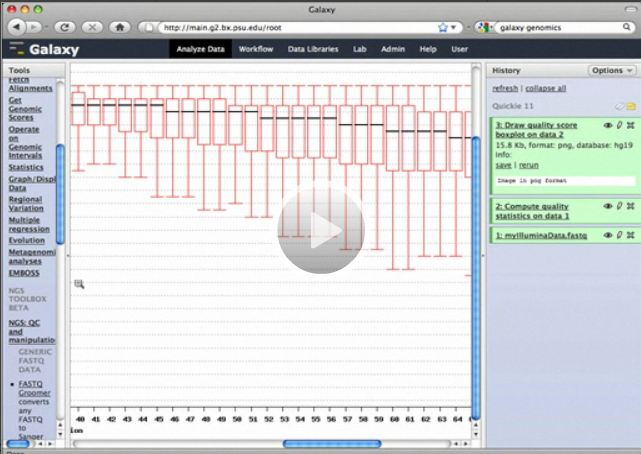 Galaxy
http://main.g2.bx.psu.edu/root
galaxy genomics
Galaxy
Analyze Data Workflow Data Libraries Lab Admin Help User
Tools
Fetch
Alignments
Get
Genomic
Scores
Operate
on
Genomic
Intervals
Statistics
Graph/Displ
Data
Regional
Variation
Multiple
regression
Evolution
Metagenomi
analyses
EMBOSS
NGS
TOOLBOX
BETA
NGS: QC
and
manipulatio
GENERIC
FASTQ
DATA
FASTQ
Groomer
converts
any
FASTQ
to
Sanger
40 41 42 43 44 45 46 47 48 49 50 51 52 53 54 55 56 57 58 59 60 61 62 63 64
ion
History
Options
refresh | collapse all
Quickie 11
3: Draw quality score
boxplot on data 2
15.8 Kb, format: png, database: hg19
Info:
save | rerun
Image in png format
2: Compute quality
statistics on data 1
1: myIlluminaData.fastq